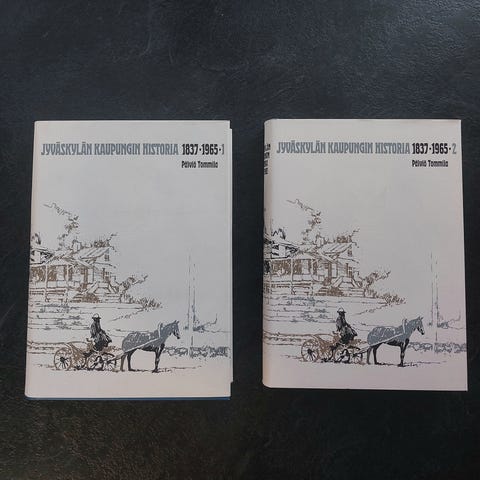 JYVÄSKYLÄN KAUPUNGIN HISTORIA 1837-1965·1
Päiviö Tommila
JYVÄSKYLÄN KAUPUNGIN HISTORIA 1837-1965·2
Päiviö Tommila